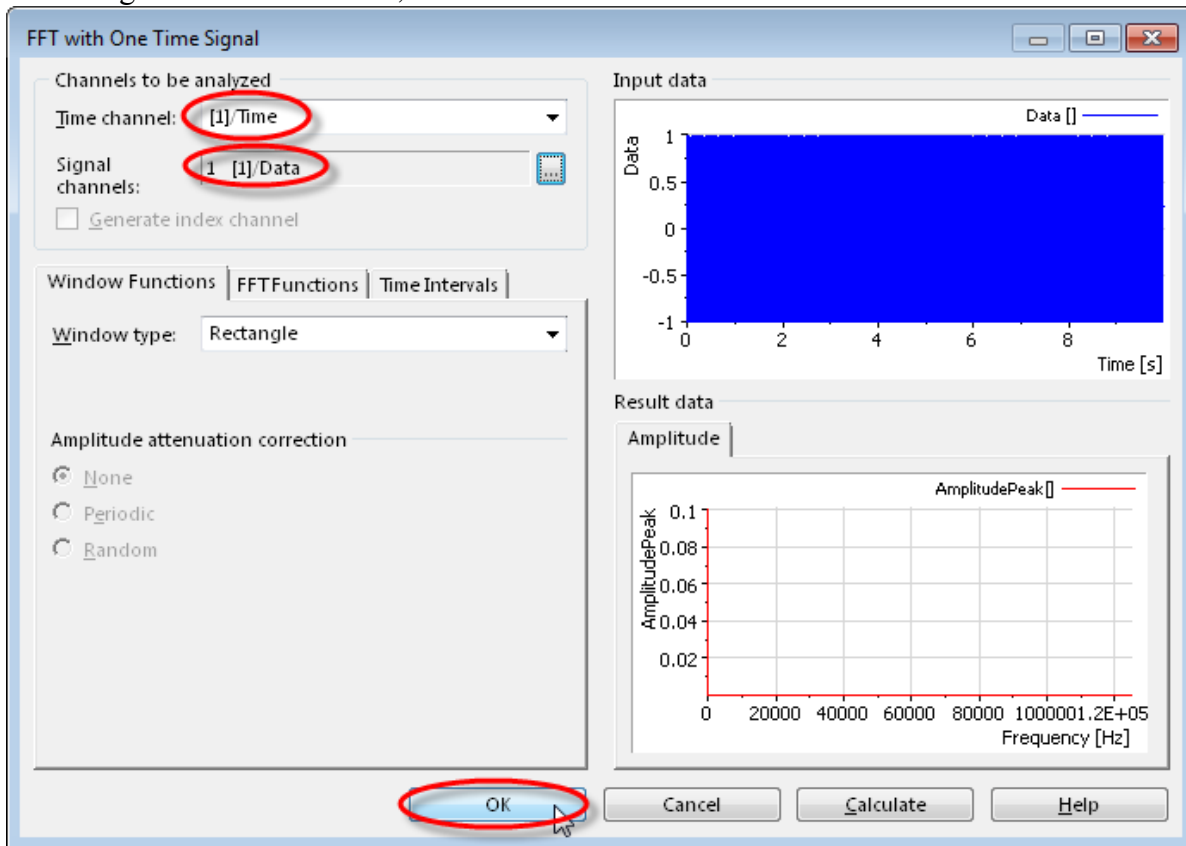 FFT with One Time Signal
Channels to be analyzed
Time channel:
[1]/Time
Signal
channels:
1 [1]/Data
...
Generate index channel
Window Functions
FFT Functions
Time Intervals
Window type:
Rectangle
Amplitude attenuation correction
None
Periodic
Random
Input data
Data [] 
Data
1
0.5
0
-0.5
-1
0 2 4 6 8
Time [s]
Result data
Amplitude
AmplitudePeak[]
AmplitudePeak
0.1
0.08
0.06
0.04
0.02
0 20000 40000 60000 80000 1000001.2E+05
Frequency [Hz]
OK
Cancel
Calculate
Help